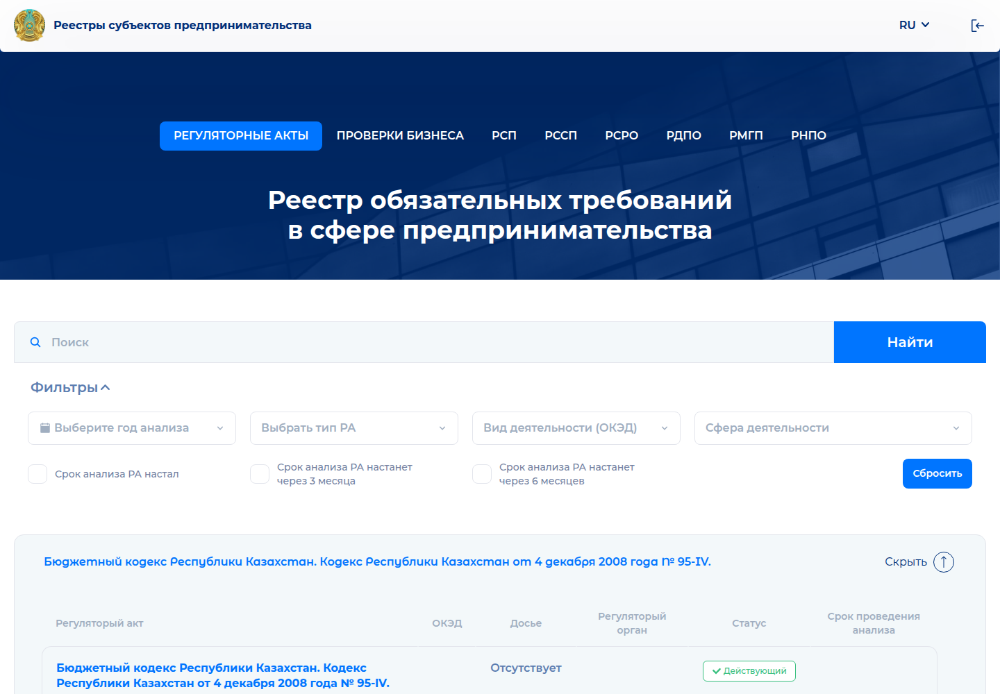 Реестры субъектов предпринимательства
RU
РЕГУЛЯТОРНЫЕ АКТЫ ПРОВЕРКИ БИЗНЕСА РСП РССП РСРО РДПО РМГП РНПО
Реестр обязательных требований
в сфере предпринимательства
Поиск
Найти
Фильтры
Выберите год анализа Выбрать тип РА Вид деятельности (ОКЭД) Сфера деятельности
Срок анализа РА настал
Срок анализа РА настанет
через 3 месяца
Срок анализа РА настанет
через 6 месяцев
Сбросить
Бюджетный кодекс Республики Казахстан. Кодекс Республики Казахстан от 4 декабря 2008 года № 95-IV.
Скрыть
Регуляторый акт
ОКЭД
Досье
Регуляторый
орган
Статус
Срок проведения
анализа
Бюджетный кодекс Республики Казахстан. Кодекс
Республики Казахстан от 4 декабря 2008 года № 95-IV.
Отсутствует
Действующий